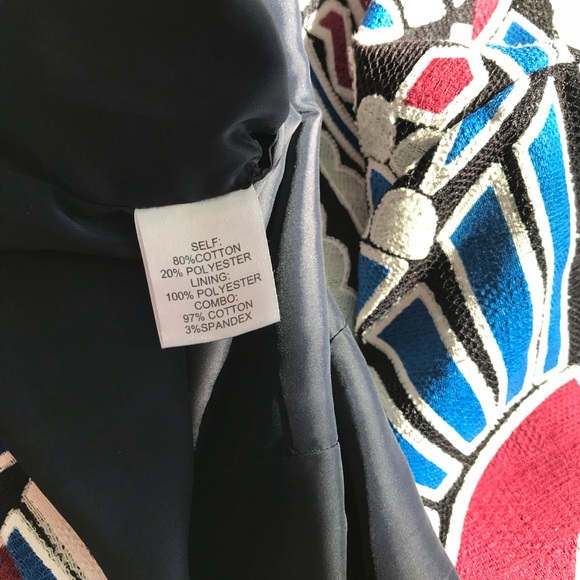 SELF:
80%COTTON
20% POLYESTER
LINING:
100% POLYESTER
COMBO:
97% COTTON
3%SPANDEX